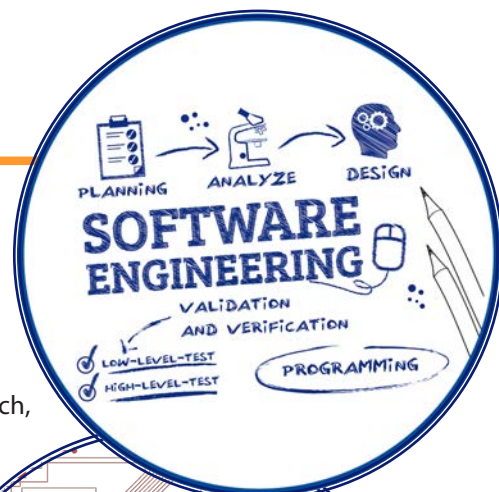 PLANNING
ANALYZE
DESIGN
SOFTWARE
ENGINEERING
VALIDATION
AND VERIFICATION
LOW-LEVEL-TEST
HIGH-LEVEL-TEST
PROGRAMMING
ch,